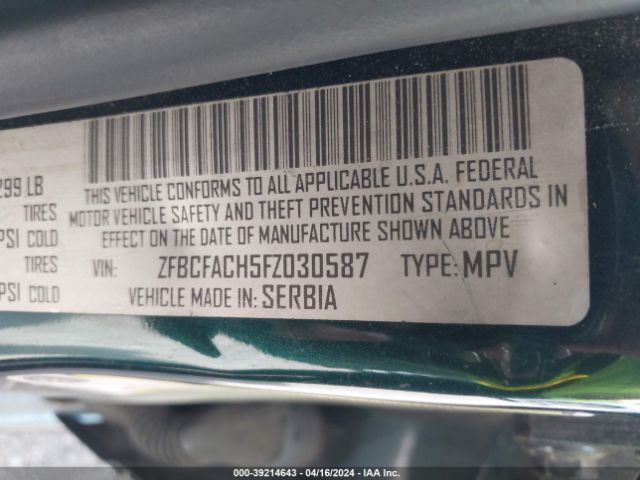 299 LB
TIRES
PSI COLD
TIRES
PSI COLD
THIS VEHICLE CONFORMS TO ALL APPLICABLE U.S.A. FEDERAL
MOTOR VEHICLE SAFETY AND THEFT PREVENTION STANDARDS IN
EFFECT ON THE DATE OF MANUFACTURE SHOWN ABOVE
VIN: ZFBCFACH5FZ030587 TYPE: MPV
VEHICLE MADE IN: SERBIA
000-39214643 - 04/16/2024 - IAA Inc.